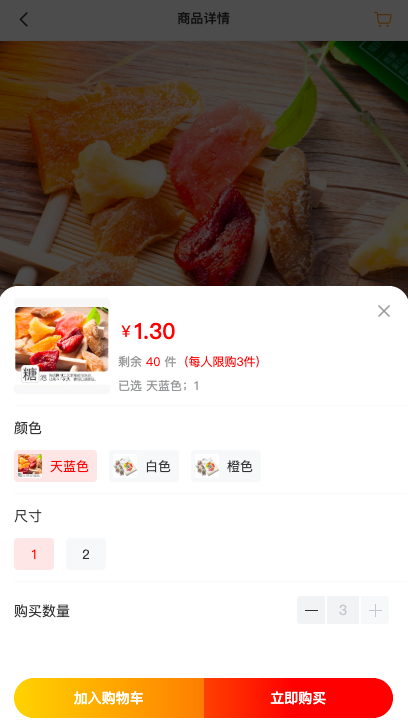 商品详情
¥1.30
剩余 40 件（每人限购3件）
已选 天蓝色；1
糖
颜色
天蓝色
白色
橙色
尺寸
1
2
购买数量
3
加入购物车
立即购买